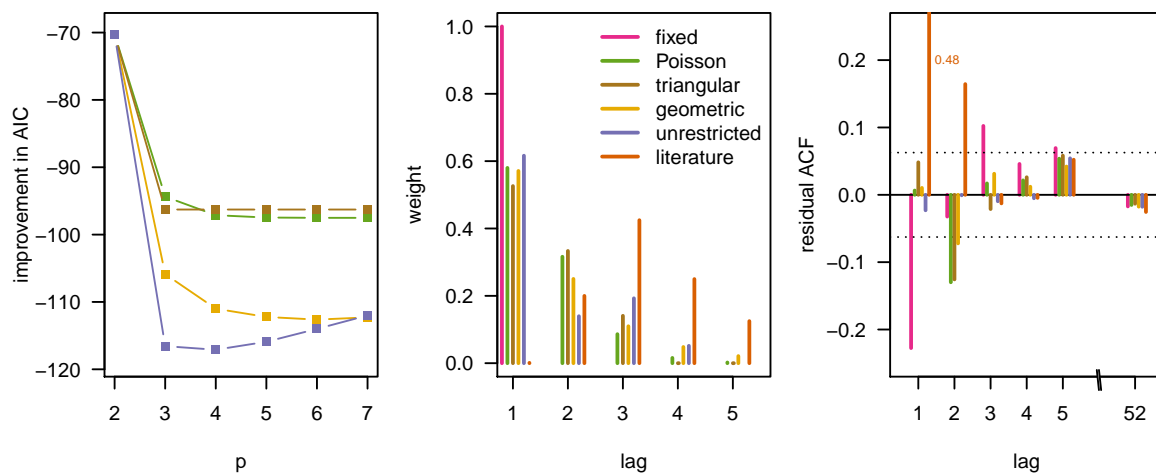 improvement in AIC
−70
−80
−90
−100
−110
−120
2 3 4 5 6 7
p
weight
1.0
0.8
0.6
0.4
0.2
0.0
fixed
Poisson
triangular
geometric
unrestricted
literature
1 2 3 4 5
lag
residual ACF
0.2
0.1
0.0
−0.1
−0.2
0.48
1 2 3 4 5 52
lag